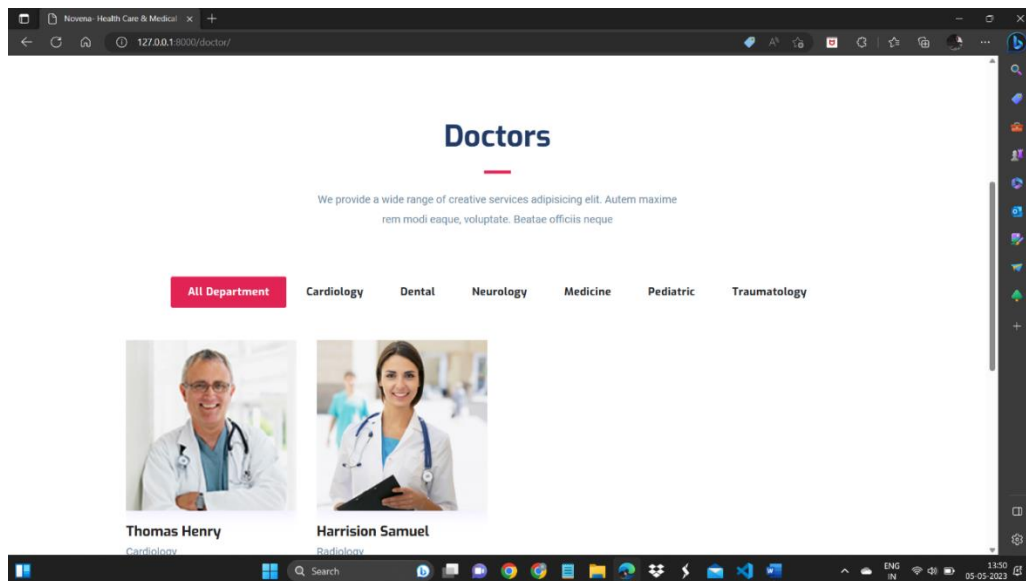 Novena- Health Care & Medical
127.0.0.1:8000/doctor/
Doctors
We provide a wide range of creative services adipisicing elit. Autem maxime
rem modi eaque, voluptate. Beatae officiis neque
All Department Cardiology Dental Neurology Medicine Pediatric Traumatology
Thomas Henry Harrision Samuel
Cardiology Radiology
Search
ENG
IN
13:50
05-05-2023